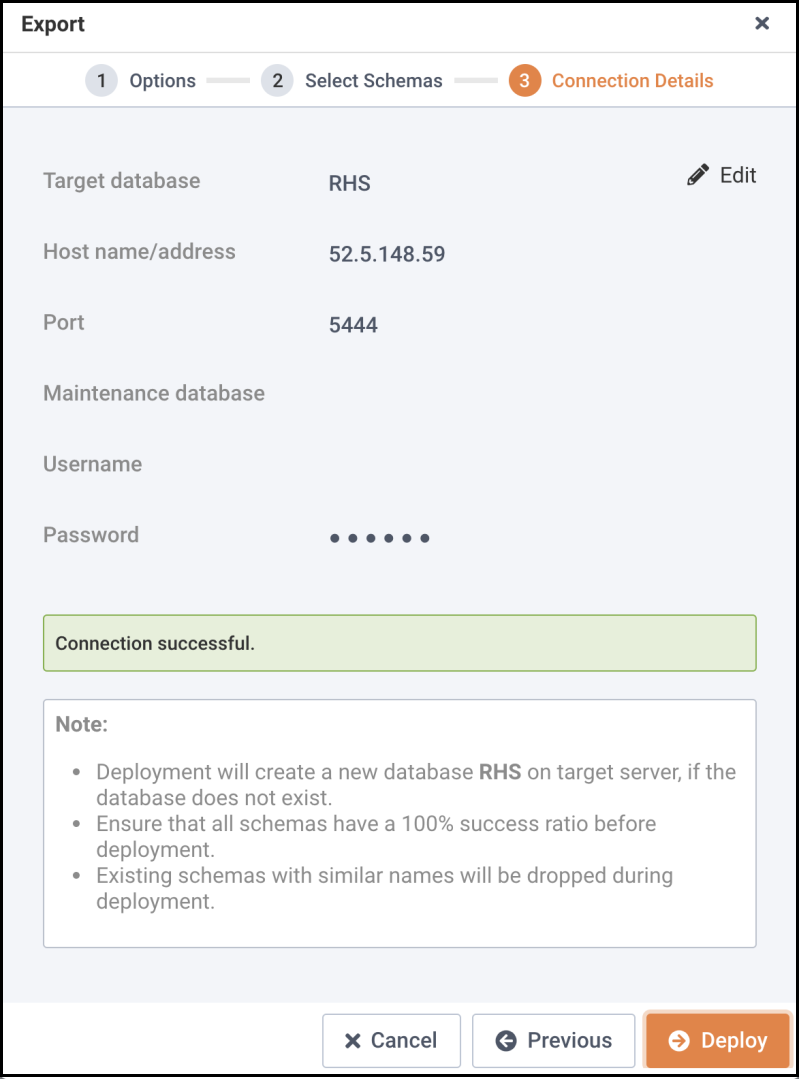 Export
1 Options 2 Select Schemas 3 Connection Details
Target database RHS Edit
Host name/address 52.5.148.59
Port 5444
Maintenance database
Username
Password ••••••
Connection successful.
Note:
• Deployment will create a new database RHS on target server, if the
database does not exist.
• Ensure that all schemas have a 100% success ratio before
deployment.
• Existing schemas with similar names will be dropped during
deployment.
Cancel Previous Deploy